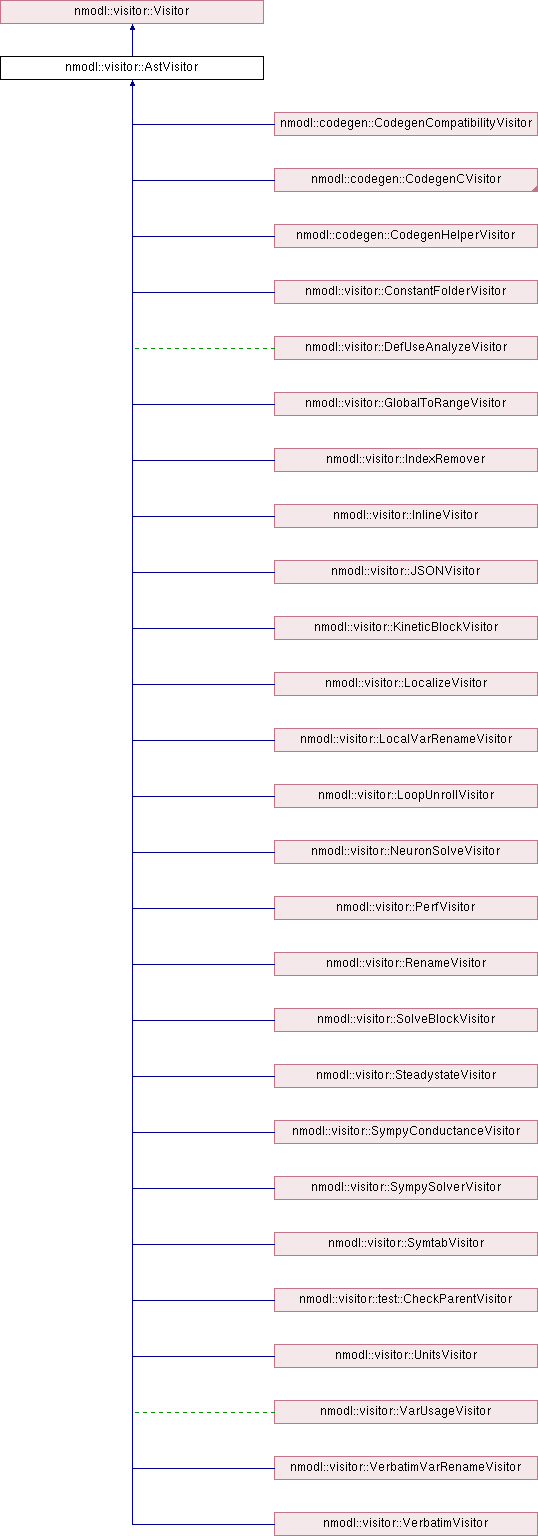 nmodl::visitor::Visitor
nmodl::visitor::AstVisitor
nmodl::codegen::CodegenCompatibilityVisitor
nmodl::codegen::CodegenCVisitor
nmodl::codegen::CodegenHelperVisitor
nmodl::visitor::ConstantFolderVisitor
nmodl::visitor::DefUseAnalyzeVisitor
nmodl::visitor::GlobalToRangeVisitor
nmodl::visitor::IndexRemover
nmodl::visitor::InlineVisitor
nmodl::visitor::JSONVisitor
nmodl::visitor::KineticBlockVisitor
nmodl::visitor::LocalizeVisitor
nmodl::visitor::LocalVarRenameVisitor
nmodl::visitor::LoopUnrollVisitor
nmodl::visitor::NeuronSolveVisitor
nmodl::visitor::PerfVisitor
nmodl::visitor::RenameVisitor
nmodl::visitor::SolveBlockVisitor
nmodl::visitor::SteadystateVisitor
nmodl::visitor::SympyConductanceVisitor
nmodl::visitor::SympySolverVisitor
nmodl::visitor::SymtabVisitor
nmodl::visitor::test::CheckParentVisitor
nmodl::visitor::UnitsVisitor
nmodl::visitor::VarUsageVisitor
nmodl::visitor::VerbatimVarRenameVisitor
nmodl::visitor::VerbatimVisitor